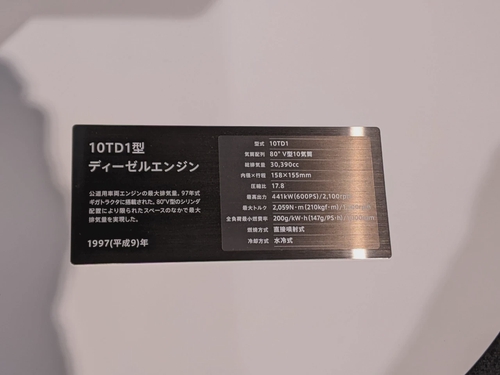 10TD1型
ディーゼルエンジン
公道用車両エンジンの最大排気量。97年式
ギガトラクタに搭載された。80°V型のシリンダ
配置により限られたスペースのなかで最大
排気量を実現した。
1997(平成9)年
型式 10TD1
気筒配列 80° V型10気筒
総排気量 30,390cc
内径×行程 158×155mm
圧縮比 17.8
最高出力 441kW(600PS)/2,100
最大トルク 2,059N・m(210kgf・m)/
全負荷最小燃費率 200g/kW・h(147g/PS・h)
燃焼方式 直接噴射式
冷却方式 水冷式